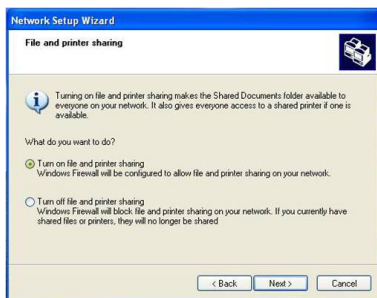 Network Setup Wizard
File and printer sharing
Turning on file and printer sharing makes the Shared Documents folder available to
everyone on your network. It also gives everyone access to a shared printer if one is
available.
What do you want to do?
Turn on file and printer sharing
Windows Firewall will be configured to allow file and printer sharing on your network.
Turn off file and printer sharing
Windows Firewall will block file and printer sharing on your network. If you currently have
shared files or printers, they will no longer be shared
< Back Next > Cancel